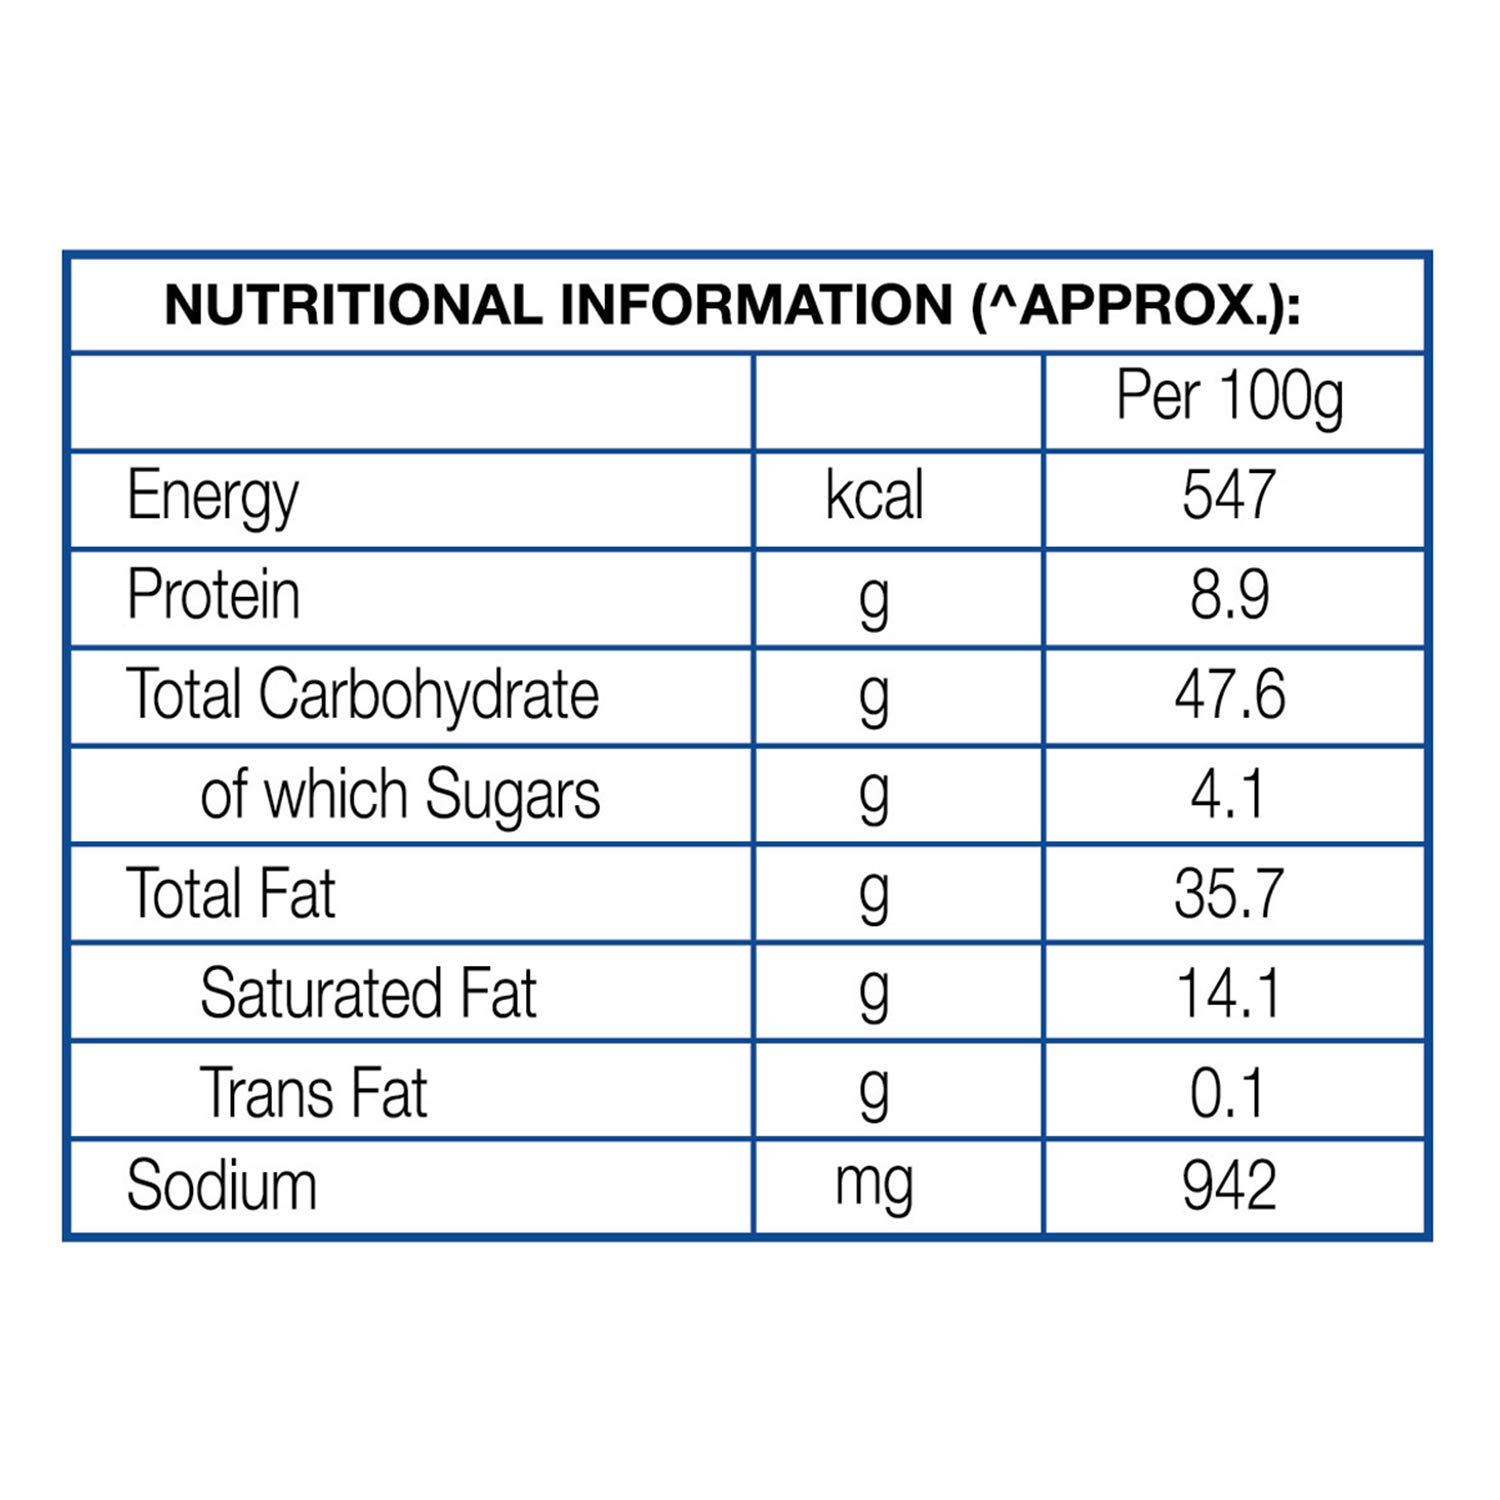 NUTRITIONAL INFORMATION (^APPROX.):
Per 100g
Energy kcal 547
Protein g 8.9
Total Carbohydrate g 47.6
of which Sugars g 4.1
Total Fat g 35.7
Saturated Fat g 14.1
Trans Fat g 0.1
Sodium mg 942